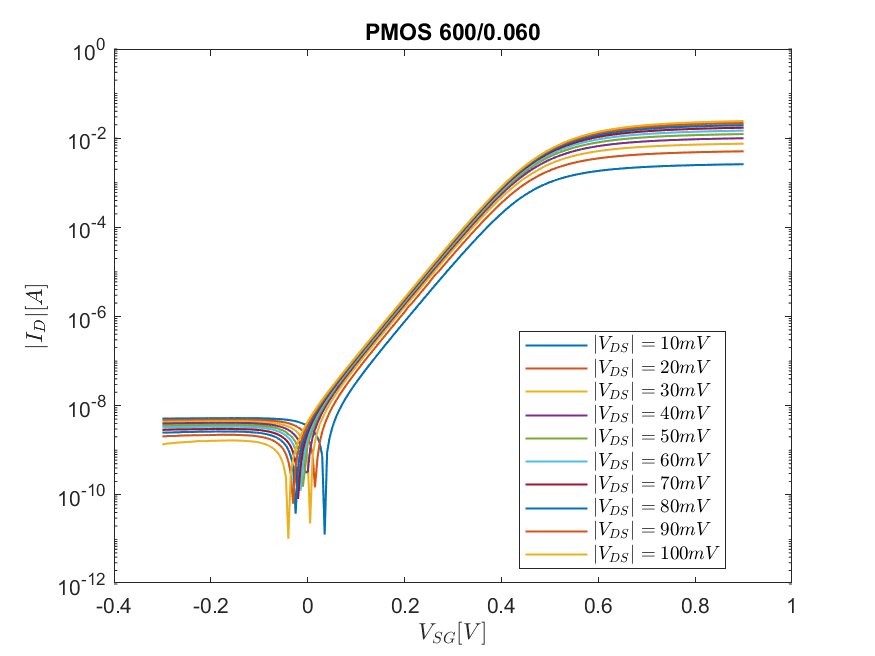 PMOS 600/0.060
10^0
10^-2
10^-4
10^-6
10^-8
10^-10
10^-12
|I_D|[A]
-0.4 -0.2 0 0.2 0.4 0.6 0.8 1
V_SG[V]
|V_DS| = 10mV
|V_DS| = 20mV
|V_DS| = 30mV
|V_DS| = 40mV
|V_DS| = 50mV
|V_DS| = 60mV
|V_DS| = 70mV
|V_DS| = 80mV
|V_DS| = 90mV
|V_DS| = 100mV